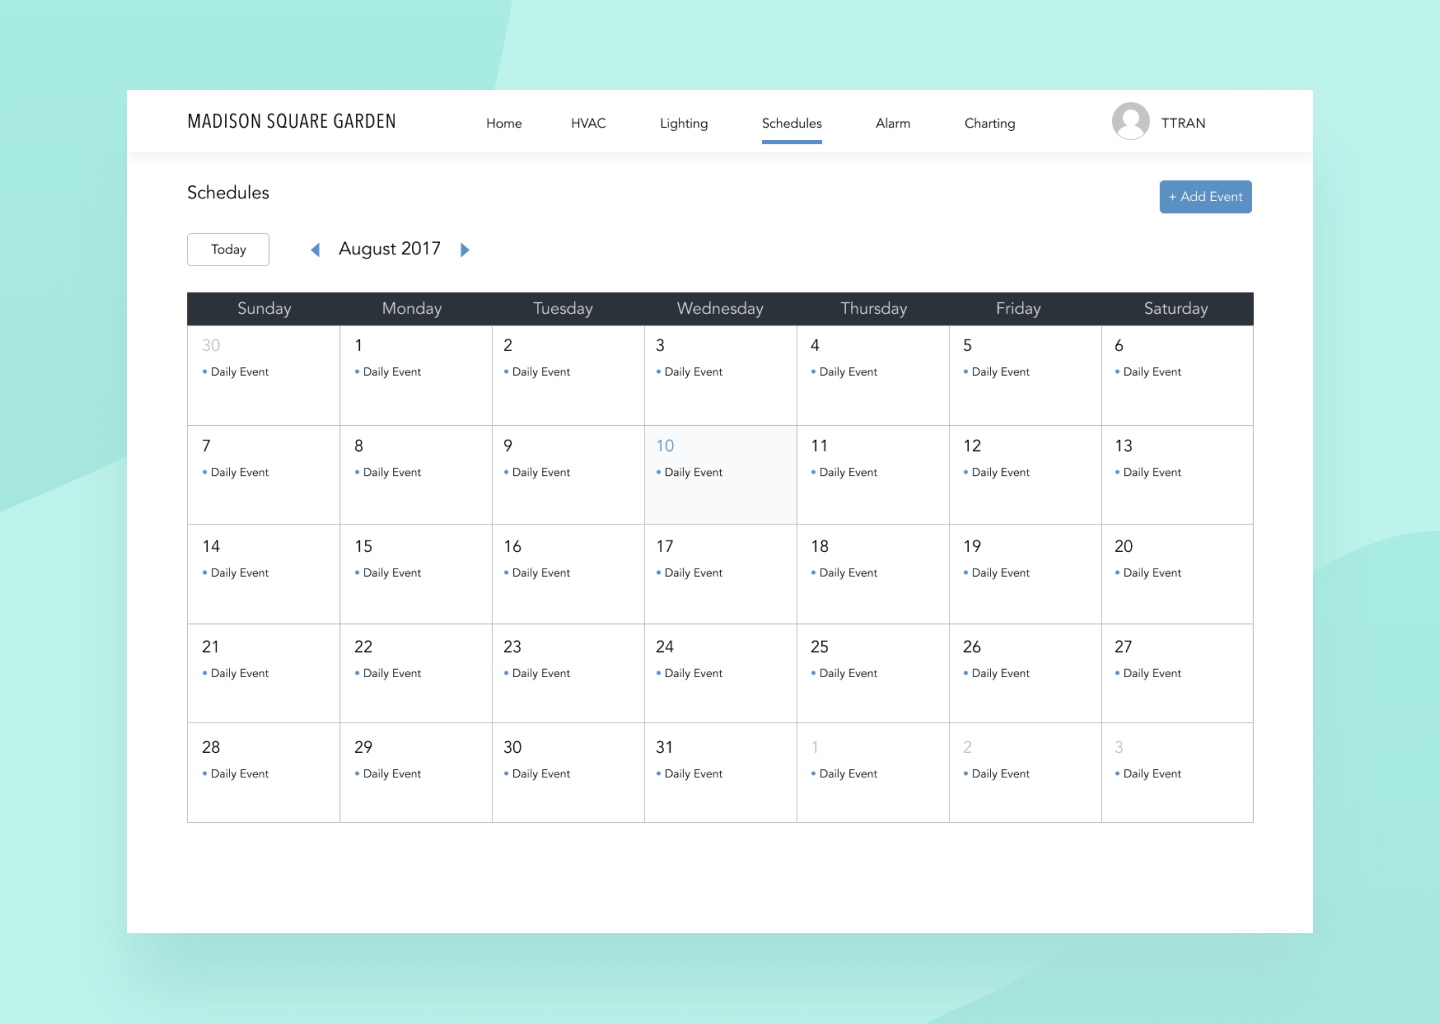 MADISON SQUARE GARDEN Home HVAC Lighting Schedules Alarm Charting TTRAN
Schedules + Add Event
Today August 2017
Sunday Monday Tuesday Wednesday Thursday Friday Saturday
30 1 2 3 4 5 6
• Daily Event • Daily Event • Daily Event • Daily Event • Daily Event • Daily Event • Daily Event
7 8 9 10 11 12 13
• Daily Event • Daily Event • Daily Event • Daily Event • Daily Event • Daily Event • Daily Event
14 15 16 17 18 19 20
• Daily Event • Daily Event • Daily Event • Daily Event • Daily Event • Daily Event • Daily Event
21 22 23 24 25 26 27
• Daily Event • Daily Event • Daily Event • Daily Event • Daily Event • Daily Event • Daily Event
28 29 30 31 1 2 3
• Daily Event • Daily Event • Daily Event • Daily Event • Daily Event • Daily Event • Daily Event